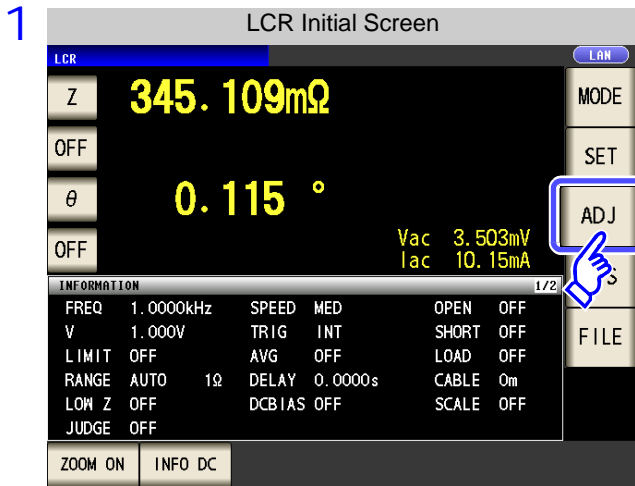 1
LCR Initial Screen
LCR
LAN
Z 345.109mΩ
MODE
OFF
SET
θ 0.115 °
ADJ
OFF
Vac 3.503mV
Iac 10.15mA
S
INFORMATION 1/2
FREQ 1.0000kHz SPEED MED OPEN OFF
V 1.000V TRIG INT SHORT OFF
FILE
LIMIT OFF AVG OFF LOAD OFF
RANGE AUTO 1Ω DELAY 0.0000s CABLE 0m
LOW Z OFF DCBIAS OFF SCALE OFF
JUDGE OFF
ZOOM ON INFO DC